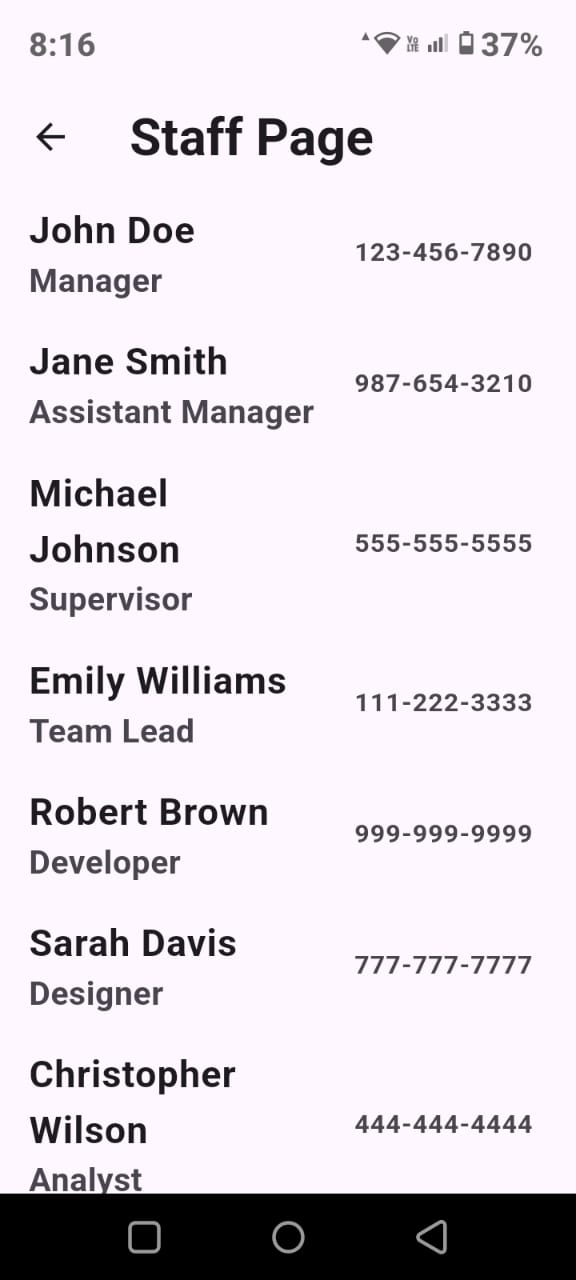 8:16 VoLTE 37%
Staff Page
John Doe
Manager
123-456-7890
Jane Smith
Assistant Manager
987-654-3210
Michael
Johnson
Supervisor
555-555-5555
Emily Williams
Team Lead
111-222-3333
Robert Brown
Developer
999-999-9999
Sarah Davis
Designer
777-777-7777
Christopher
Wilson
Analyst
444-444-4444